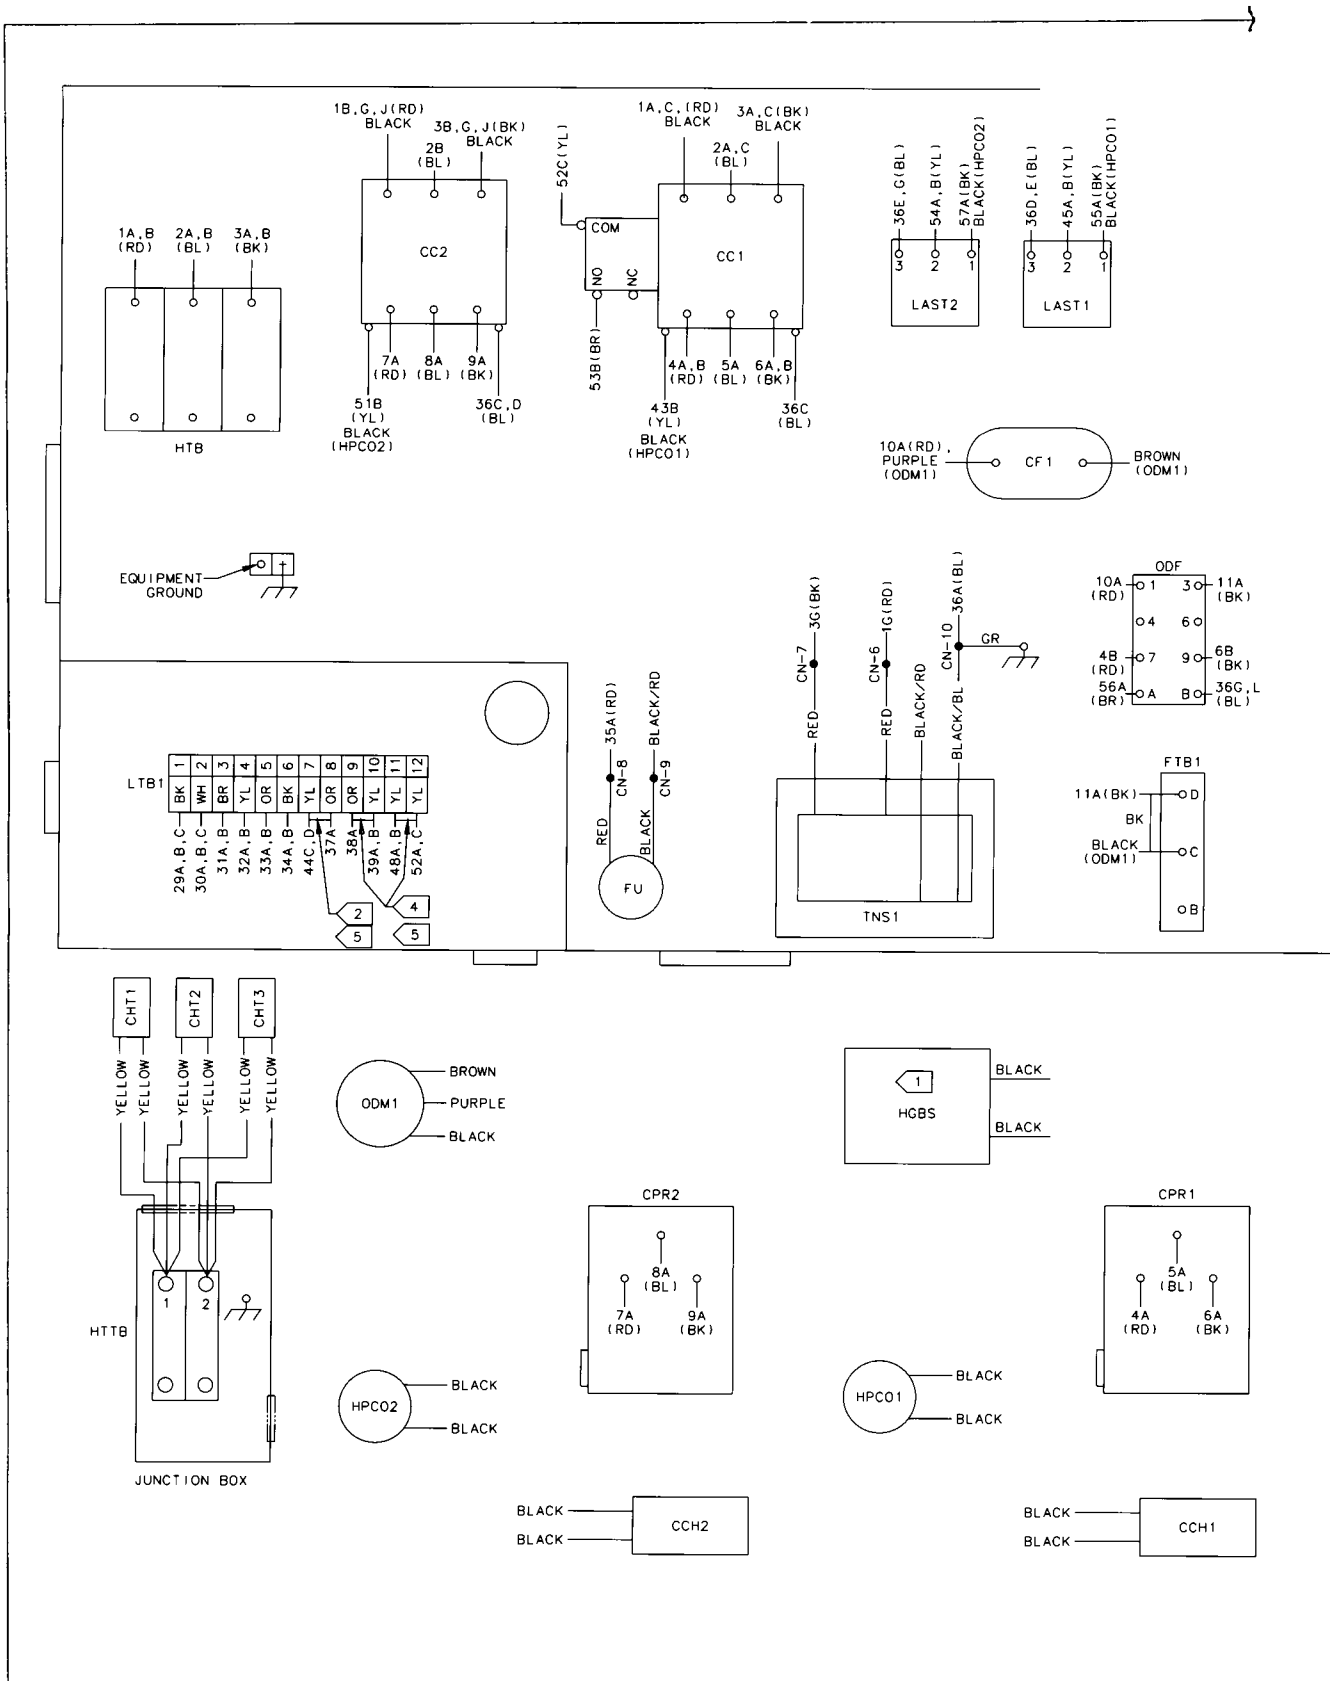 1B,G,J(RD)
BLACK
3B,G,J(BK)
BLACK
2B
(BL)
CC2
7A
(RD)
8A
(BL)
9A
(BK)
51B
(YL)
BLACK
(HPCO2)
36C,D
(BL)
1A,B
(RD)
2A,B
(BL)
3A,B
(BK)
HTB
52C(YL)
COM
NO
NC
53B(BR)
1A,C,(RD)
BLACK
3A,C(BK)
BLACK
2A,C
(BL)
CC1
4A,B
(RD)
5A
(BL)
6A,B
(BK)
43B
(YL)
BLACK
(HPCO1)
36C
(BL)
36E,G(BL)
54A,B(YL)
57A(BK)
BLACK(HPCO2)
3
2
1
LAST2
36D,E(BL)
45A,B(YL)
55A(BK)
BLACK(HPCO1)
3
2
1
LAST1
10A(RD),
PURPLE
(ODM1)
CF1
BROWN
(ODM1)
EQUIPMENT
GROUND
ODF
10A
(RD)
1
3
11A
(BK)
4
6
4B
(RD)
7
9
6B
(BK)
56A
(BR)
A
B
36G,L
(BL)
3G(BK)
CN-7
RED
1G(RD)
CN-6
RED
BLACK/RD
36A(BL)
CN-10
BLACK/BL
GR
TNS1
35A(RD)
CN-8
RED
BLACK/RD
CN-9
BLACK
FU
FTB1
11A(BK)
BK
BLACK
(ODM1)
D
C
B
LTB1
1 2 3 4 5 6 7 8 9 10 11 12
BK WH BR YL OR BK YL OR OR YL YL YL
29A,B,C
30A,B,C
31A,B
32A,B
33A,B
34A,B
44C,D
37A
38A
39A,B
48A,B
52A,C
2
4
5
5
CHT1
CHT2
CHT3
YELLOW
YELLOW
YELLOW
YELLOW
YELLOW
YELLOW
HTTB
1
2
JUNCTION BOX
ODM1
BROWN
PURPLE
BLACK
1
HGBS
BLACK
BLACK
CPR2
8A
(BL)
7A
(RD)
9A
(BK)
CPR1
5A
(BL)
4A
(RD)
6A
(BK)
HPCO2
BLACK
BLACK
HPCO1
BLACK
BLACK
BLACK
BLACK
CCH2
BLACK
BLACK
CCH1